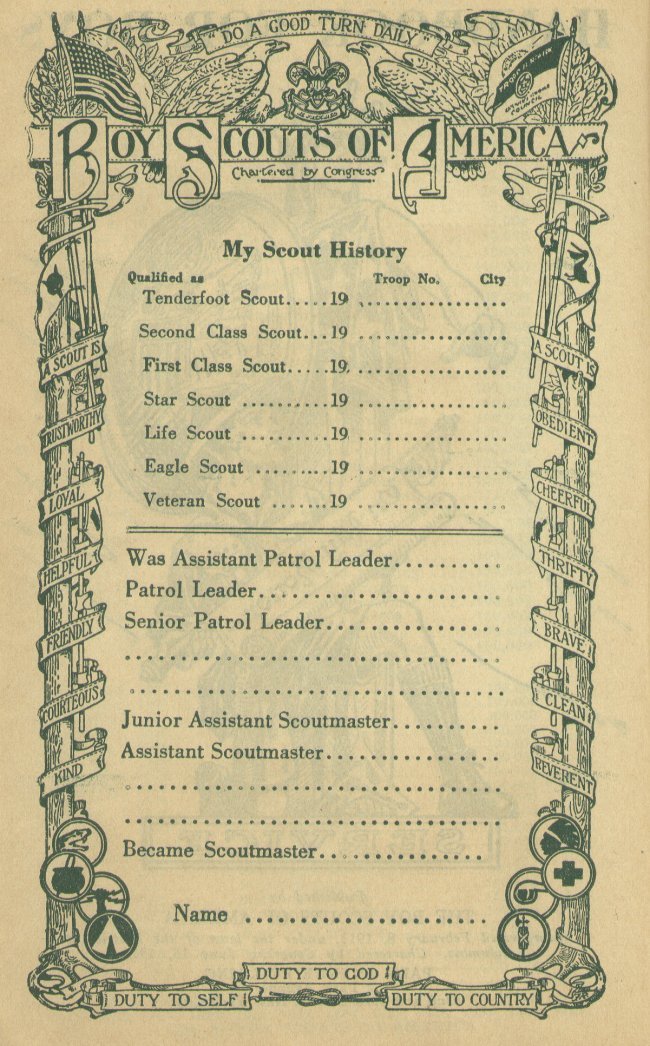 "DO A GOOD TURN DAILY"
BE PREPARED
BOY SCOUTS OF AMERICA
Chartered by Congress
My Scout History
Qualified as Troop No. City
Tenderfoot Scout.....19 ..................
Second Class Scout...19 ..................
First Class Scout.....19 ..................
Star Scout ..........19 ..................
Life Scout ..........19 ..................
Eagle Scout .........19 ..................
Veteran Scout .......19 ..................
Was Assistant Patrol Leader..........
Patrol Leader.......................
Senior Patrol Leader................
Junior Assistant Scoutmaster..........
Assistant Scoutmaster................
Became Scoutmaster................
Name .......................
A SCOUT IS
TRUSTWORTHY
LOYAL
HELPFUL
FRIENDLY
COURTEOUS
KIND
A SCOUT IS
OBEDIENT
CHEERFUL
THRIFTY
BRAVE
CLEAN
REVERENT
DUTY TO GOD
DUTY TO SELF
DUTY TO COUNTRY